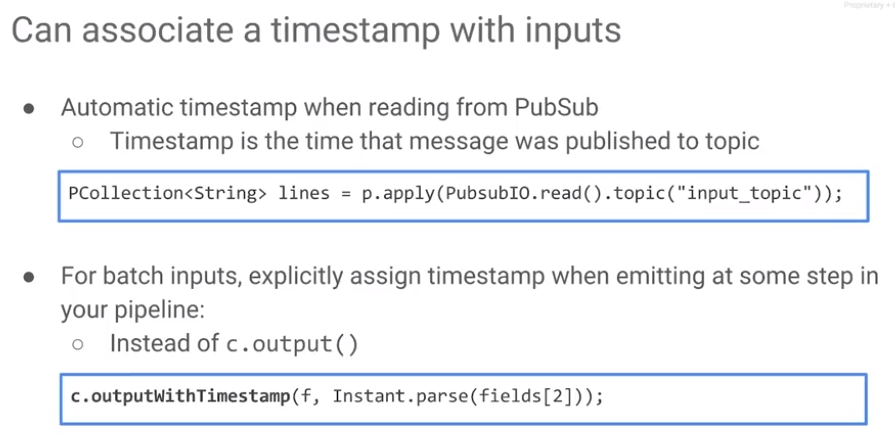 Proprietary +
Can associate a timestamp with inputs
● Automatic timestamp when reading from PubSub
○ Timestamp is the time that message was published to topic
PCollection<String> lines = p.apply(PubsubIO.read().topic("input_topic"));
● For batch inputs, explicitly assign timestamp when emitting at some step in
your pipeline:
○ Instead of c.output()
c.outputWithTimestamp(f, Instant.parse(fields[2]));